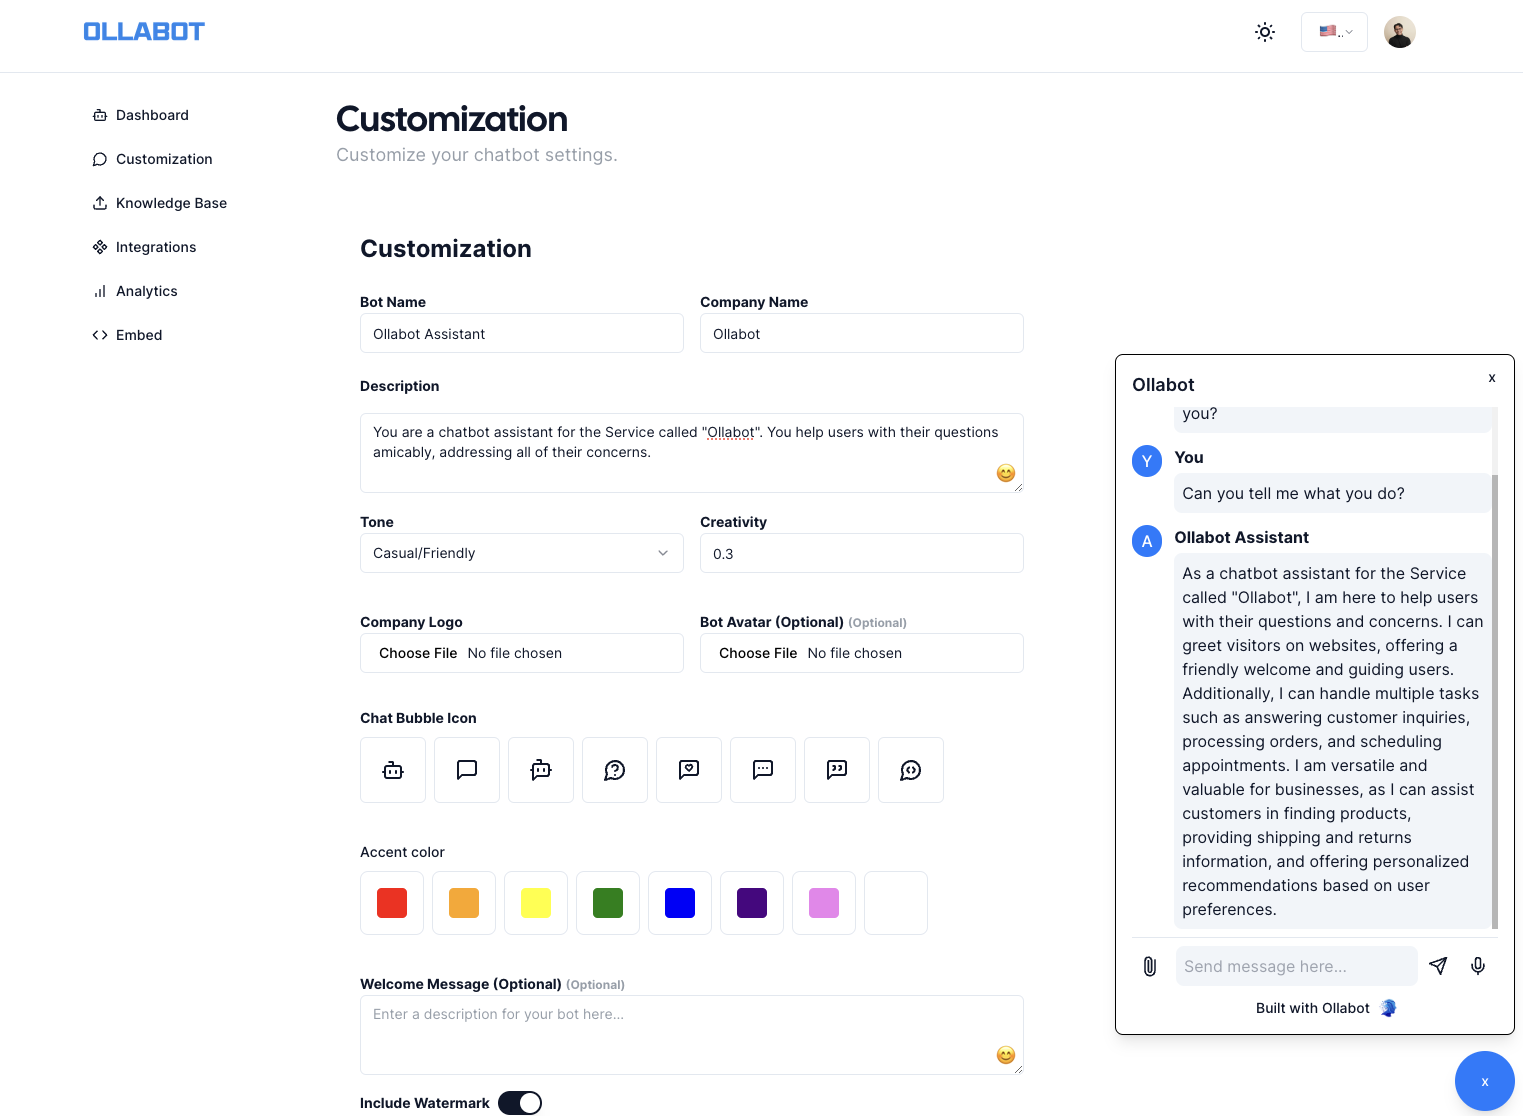 OLLABOT
..
Dashboard
Customization
Knowledge Base
Integrations
Analytics
Embed
Customization
Customize your chatbot settings.
Customization
Bot Name
Company Name
Ollabot Assistant
Ollabot
Description
You are a chatbot assistant for the Service called "Ollabot". You help users with their questions
amicably, addressing all of their concerns.
Tone
Creativity
Casual/Friendly
0.3
Company Logo
Bot Avatar (Optional) (Optional)
Choose File No file chosen
Choose File No file chosen
Chat Bubble Icon
Accent color
Welcome Message (Optional) (Optional)
Enter a description for your bot here...
Include Watermark
Ollabot
x
you?
Y
You
Can you tell me what you do?
A
Ollabot Assistant
As a chatbot assistant for the Service
called "Ollabot", I am here to help users
with their questions and concerns. I can
greet visitors on websites, offering a
friendly welcome and guiding users.
Additionally, I can handle multiple tasks
such as answering customer inquiries,
processing orders, and scheduling
appointments. I am versatile and
valuable for businesses, as I can assist
customers in finding products,
providing shipping and returns
information, and offering personalized
recommendations based on user
preferences.
Send message here...
Built with Ollabot
x